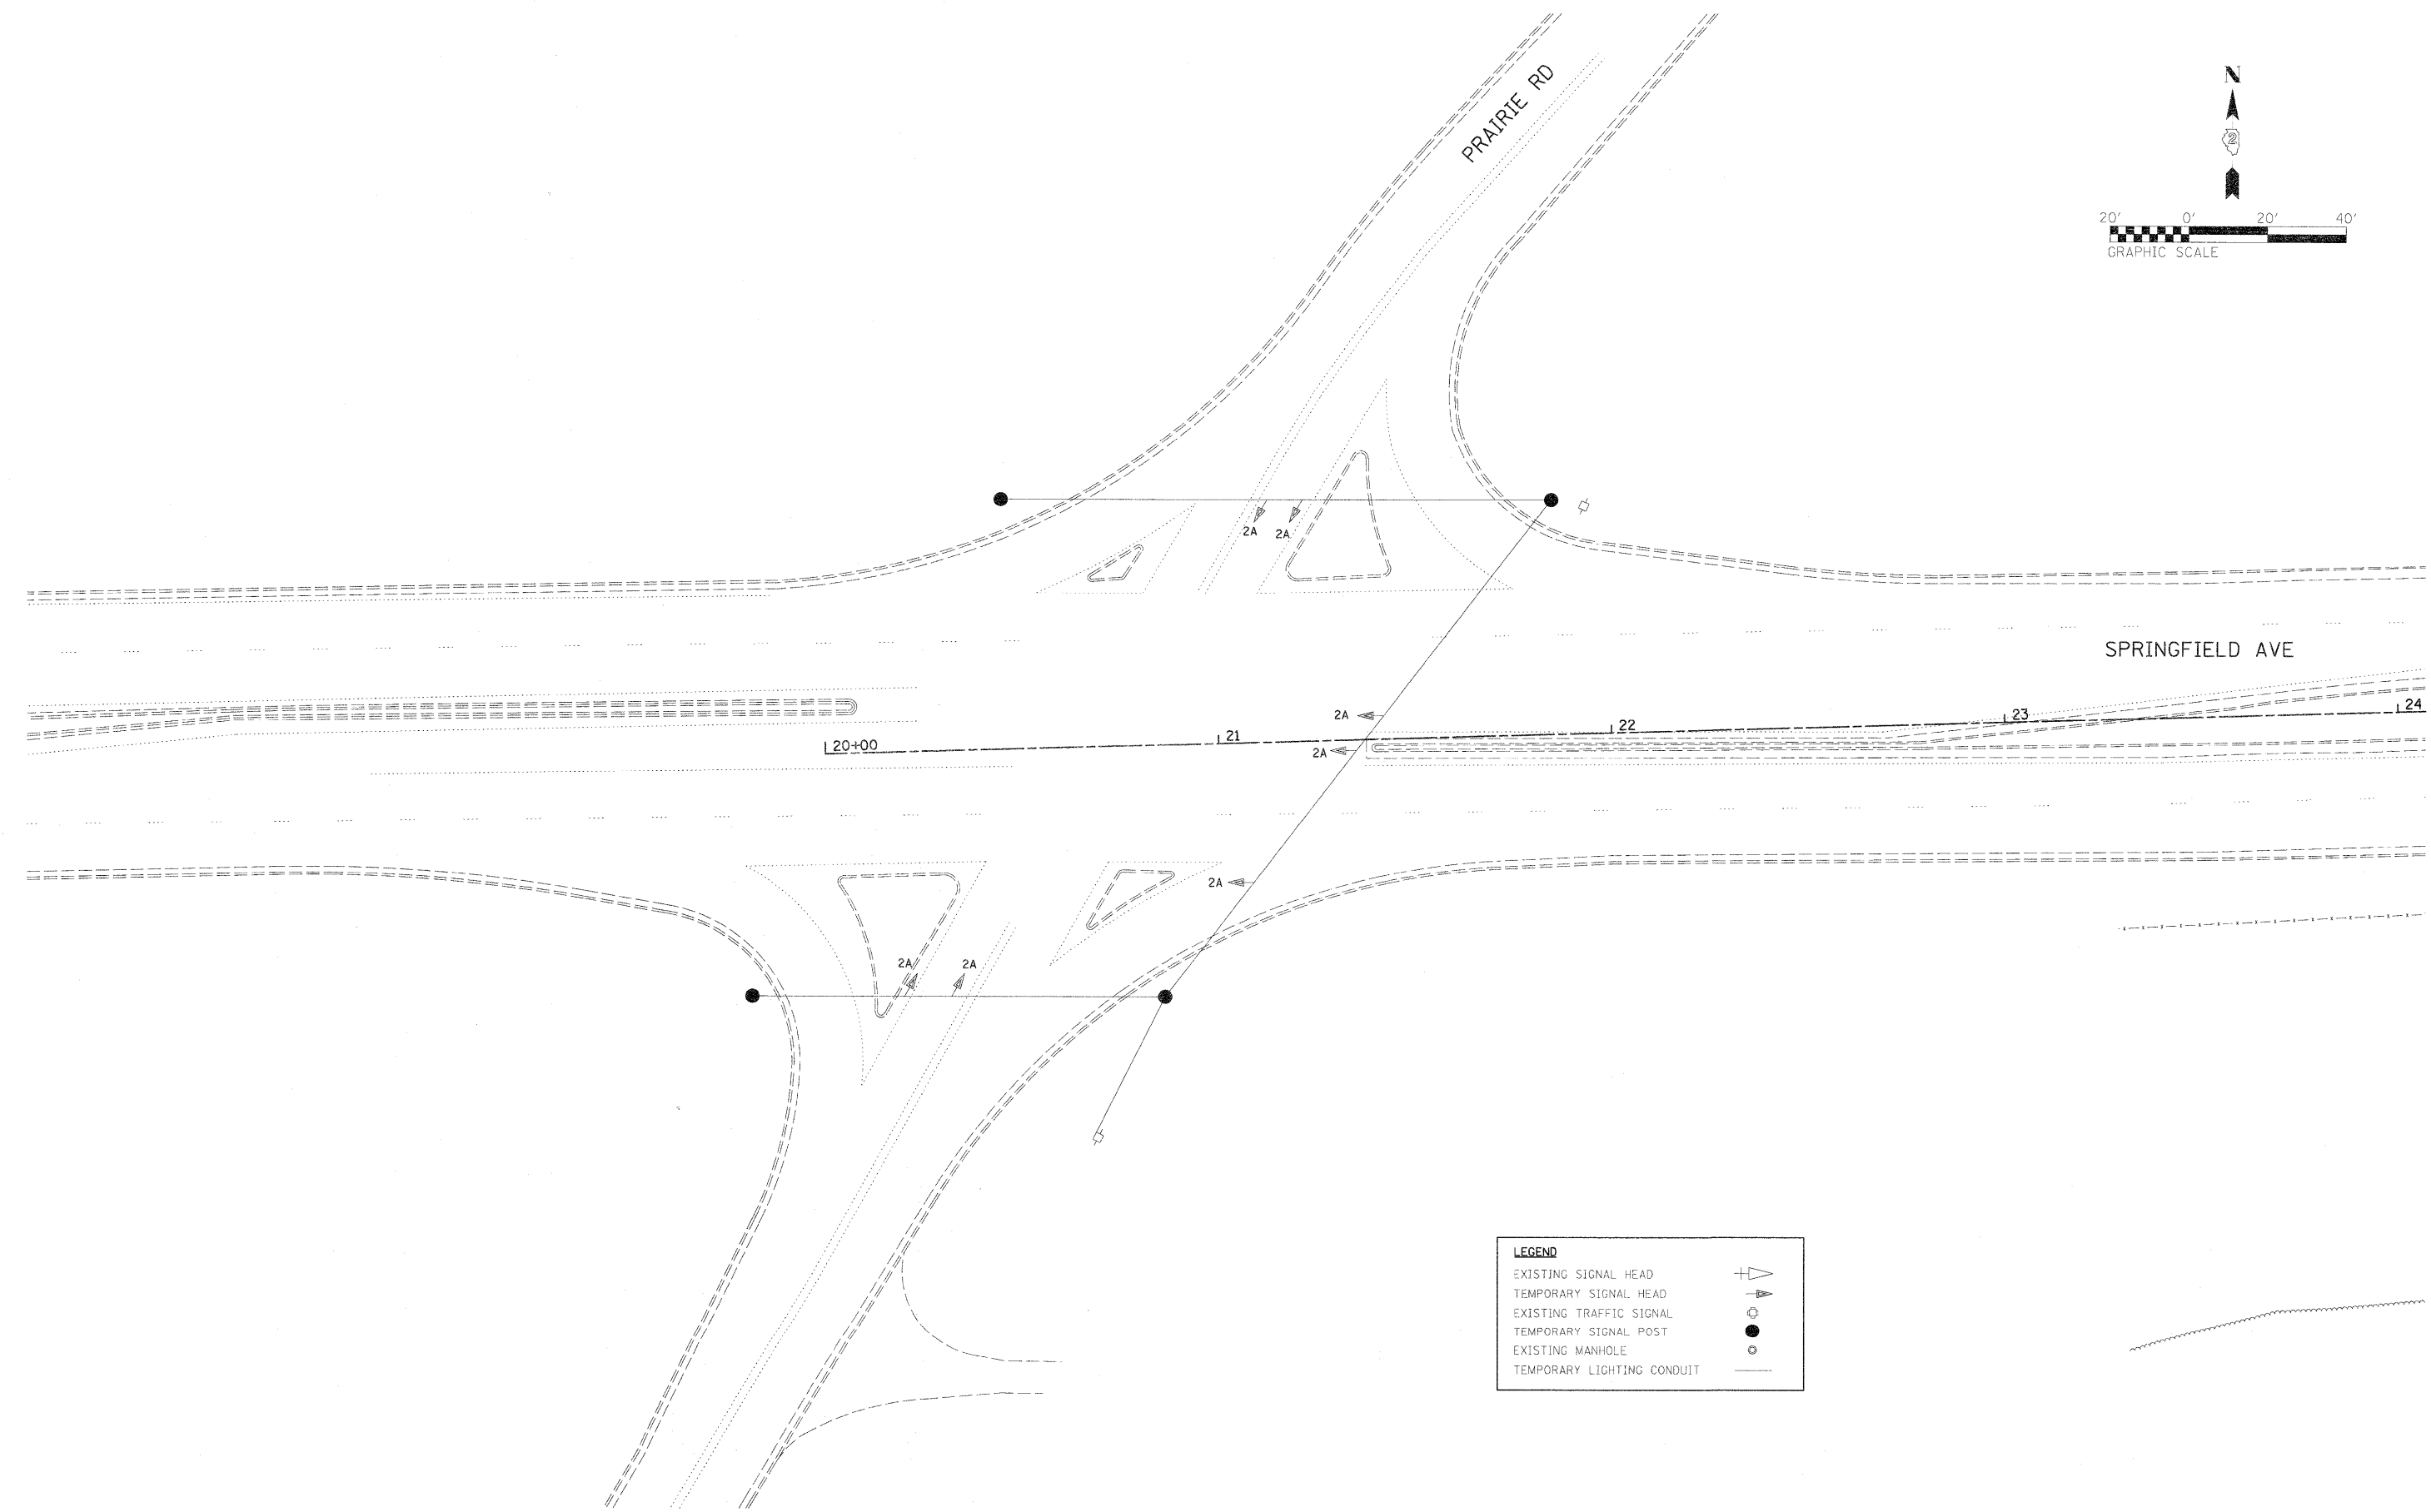 PRAIRIE RD
N
2
20' 0' 20' 40'
GRAPHIC SCALE
2A 2A
SPRINGFIELD AVE
2A
20+00 21 22 23 24
2A
2A
2A 2A
LEGEND
EXISTING SIGNAL HEAD
TEMPORARY SIGNAL HEAD
EXISTING TRAFFIC SIGNAL
TEMPORARY SIGNAL POST
EXISTING MANHOLE
TEMPORARY LIGHTING CONDUIT